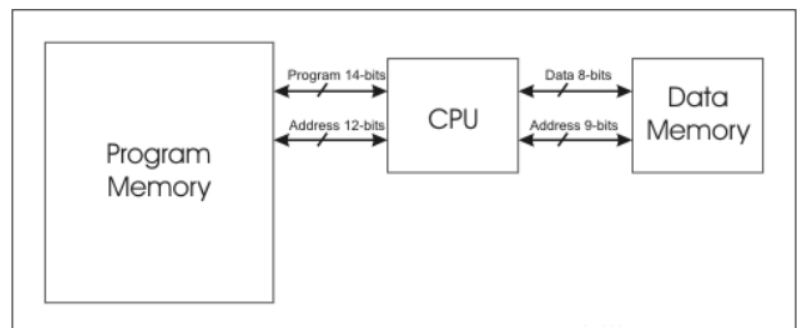 Program 14-bits
Address 12-bits
Program
Memory
CPU
Data 8-bits
Address 9-bits
Data
Memory